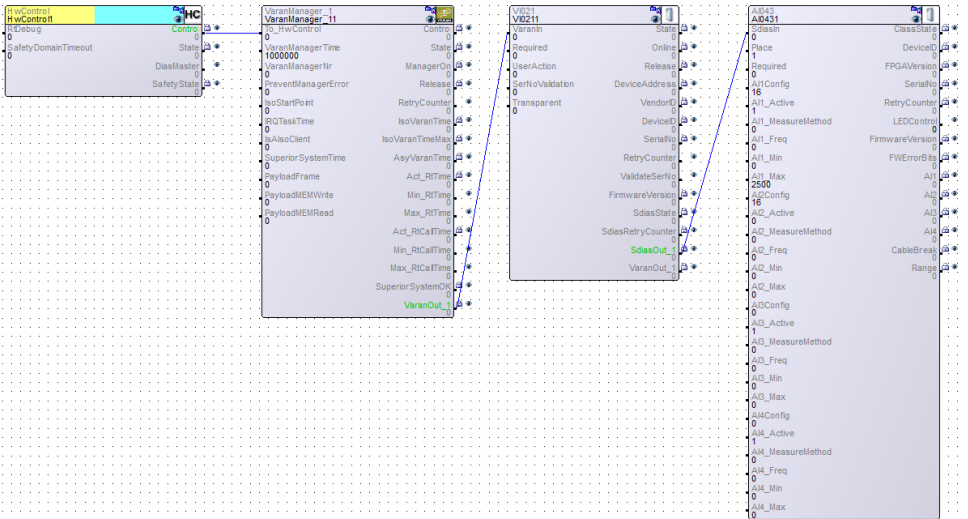 HwControl
HwControl1
HC
RtDebug
Control
0
SafetyDomainTimeout
State
0
0
DiasMaster
SafetyState
0
VaranManager_1
VaranManager_11
To_HwControl
Control
0
0
VaranManagerTime
State
1000000
0
VaranManagerNr
ManagerOn
0
0
PreventManagerError
Release
0
0
IsoStartPoint
RetryCounter
0
IRQTaskTime
IsoVaranTime
0
0
IsAlsoClient
IsoVaranTimeMax
0
0
SuperiorSystemTime
AsyVaranTime
0
0
PayloadFrame
Act_RtTime
0
0
PayloadMEMWrite
Min_RtTime
0
PayloadMEMRead
Max_RtTime
0
Act_RtCallTime
0
Min_RtCallTime
Max_RtCallTime
SuperiorSystemOK
0
VaranOut_1
0
VI021
VI0211
VaranIn
State
0
0
Required
Online
0
0
UserAction
Release
0
0
SerNoValidation
DeviceAddress
0
0
Transparent
VendorID
0
0
DeviceID
0
SerialNo
0
RetryCounter
ValidateSerNo
FirmwareVersion
0
SdiasState
0
SdiasRetryCounter
0
SdiasOut_1
0
VaranOut_1
0
AI043
AI0431
SdiasIn
ClassState
0
0
Place
DeviceID
1
0
Required
FPGAVersion
0
0
AI1Config
SerialNo
16
0
AI1_Active
RetryCounter
1
0
AI1_MeasureMethod
LEDControl
0
0
AI1_Freq
FirmwareVersion
0
0
AI1_Min
FWErrorBits
0
0
AI1_Max
AI1
2500
0
AI2Config
AI2
16
0
AI2_Active
AI3
0
0
AI2_MeasureMethod
AI4
0
0
AI2_Freq
CableBreak
0
0
AI2_Min
Range
0
0
AI2_Max
0
AI3Config
0
AI3_Active
1
AI3_MeasureMethod
0
AI3_Freq
0
AI3_Min
0
AI3_Max
0
AI4Config
0
AI4_Active
1
AI4_MeasureMethod
0
AI4_Freq
0
AI4_Min
0
AI4_Max
0